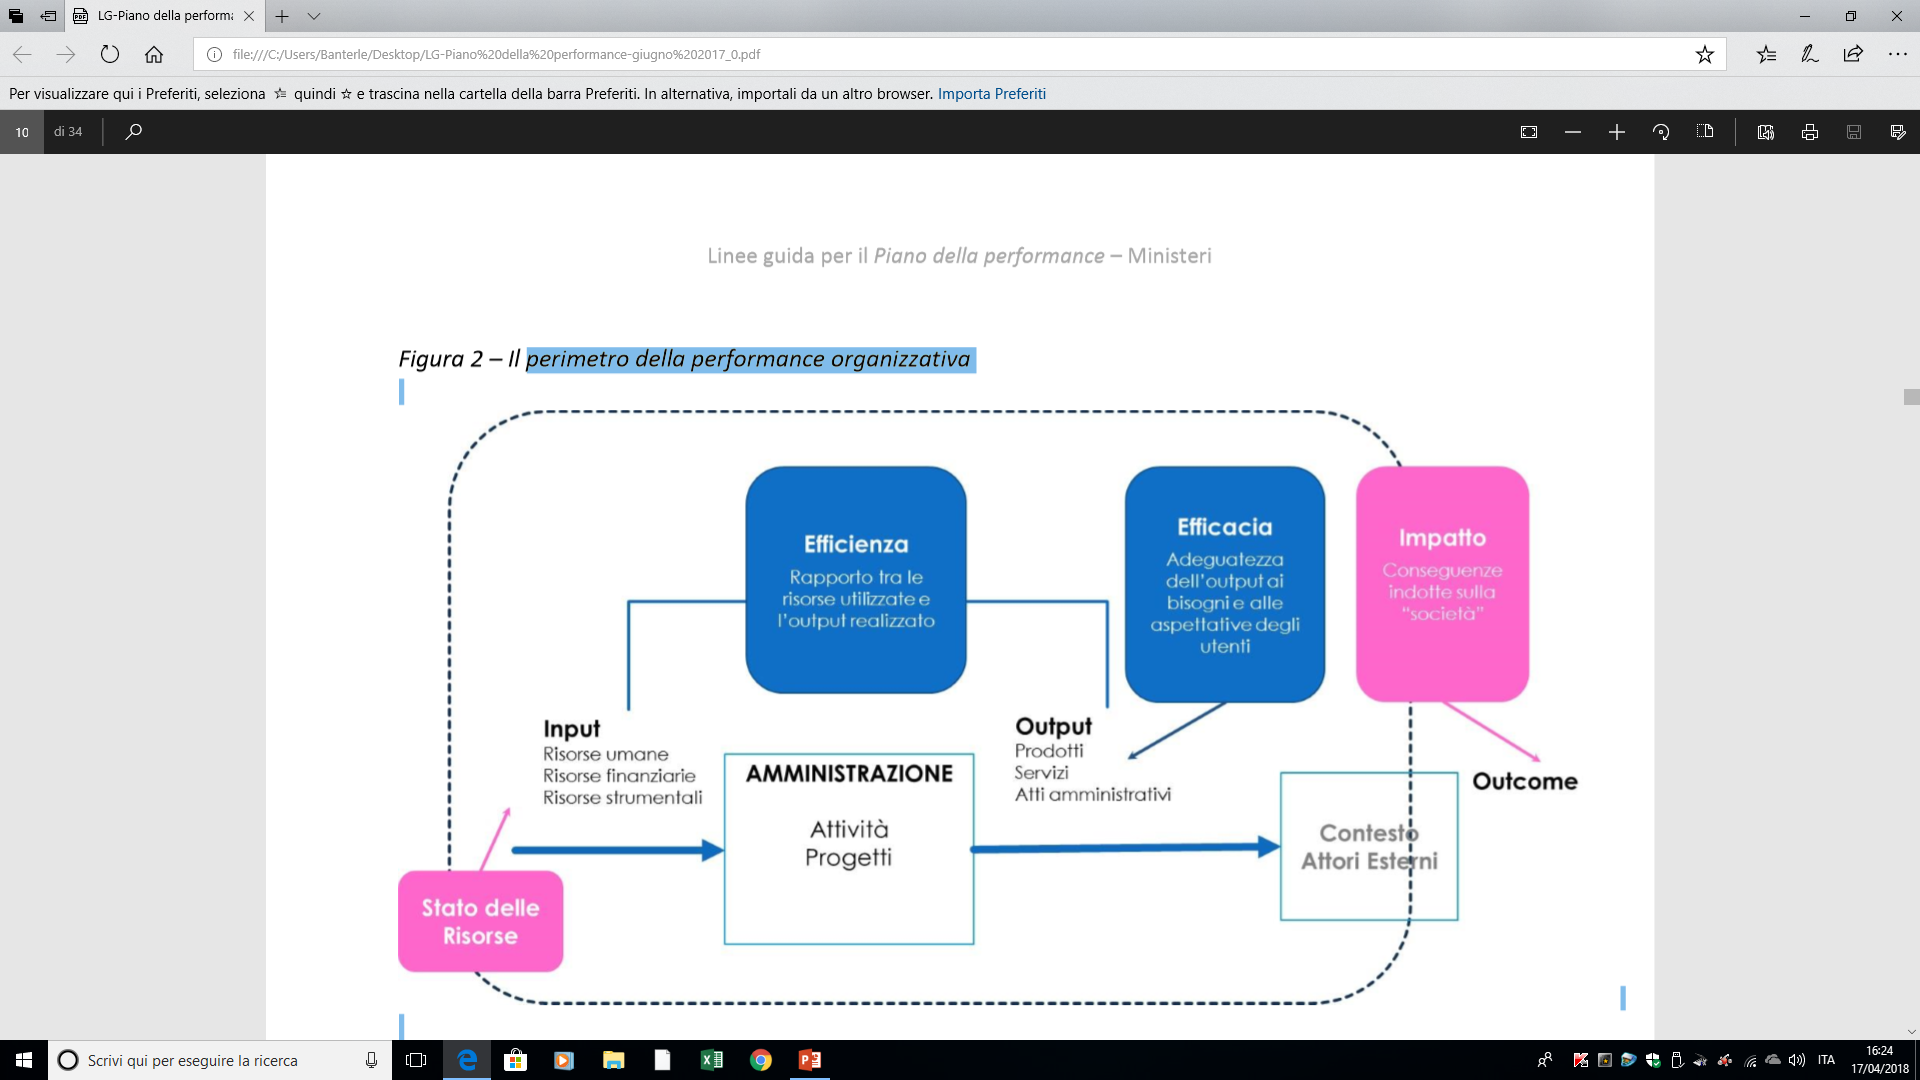 LG-Piano della performa
file:///C:/Users/Banterle/Desktop/LG-Piano%20della%20performance-giugno%202017_0.pdf
Per visualizzare qui i Preferiti, seleziona quindi e trascina nella cartella della barra Preferiti. In alternativa, importali da un altro browser. Importa Preferiti
10 di 34
Linee guida per il Piano della performance – Ministeri
Figura 2 – Il perimetro della performance organizzativa
Efficienza
Rapporto tra le
risorse utilizzate e
l'output realizzato
Efficacia
Adeguatezza
dell'output ai
bisogni e alle
aspettative degli
utenti
Impatto
Conseguenze
indotte sulla
“società”
Input
Risorse umane
Risorse finanziarie
Risorse strumentali
AMMINISTRAZIONE
Attività
Progetti
Output
Prodotti
Servizi
Atti amministrativi
Contesto
Attori Esterni
Outcome
Stato delle
Risorse
Scrivi qui per eseguire la ricerca
ITA
16:24
17/04/2018